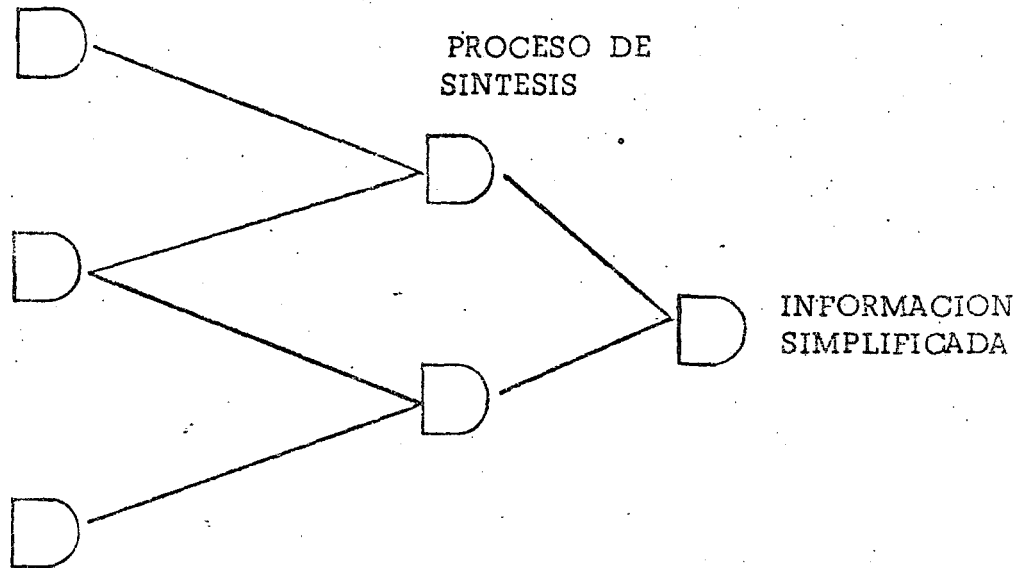 PROCESO DE
SINTESIS
INFORMACION
SIMPLIFICADA